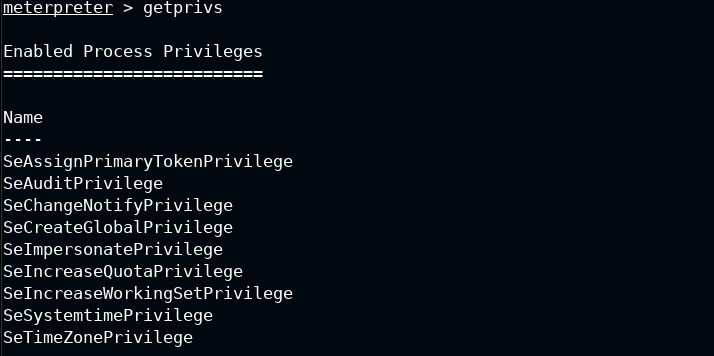 meterpreter > getprivs
Enabled Process Privileges
==========================
Name
----
SeAssignPrimaryTokenPrivilege
SeAuditPrivilege
SeChangeNotifyPrivilege
SeCreateGlobalPrivilege
SeImpersonatePrivilege
SeIncreaseQuotaPrivilege
SeIncreaseWorkingSetPrivilege
SeSystemtimePrivilege
SeTimeZonePrivilege